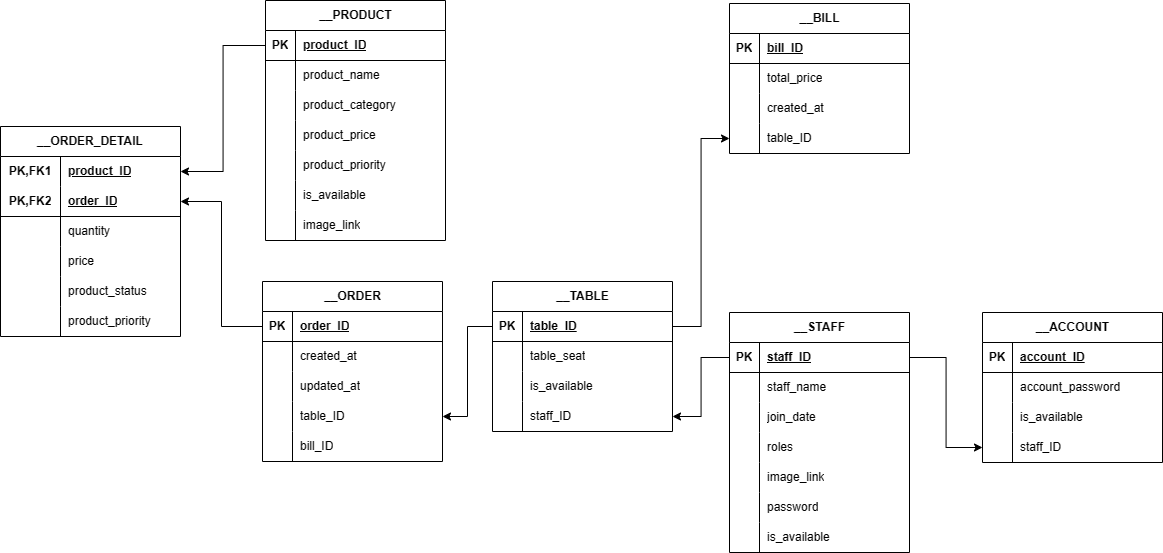 __PRODUCT
PK product_ID
product_name
product_category
product_price
product_priority
is_available
image_link
__BILL
PK bill_ID
total_price
created_at
table_ID
__ORDER_DETAIL
PK,FK1 product_ID
PK,FK2 order_ID
quantity
price
product_status
product_priority
__ORDER
PK order_ID
created_at
updated_at
table_ID
bill_ID
__TABLE
PK table_ID
table_seat
is_available
staff_ID
__STAFF
PK staff_ID
staff_name
join_date
roles
image_link
password
is_available
__ACCOUNT
PK account_ID
account_password
is_available
staff_ID